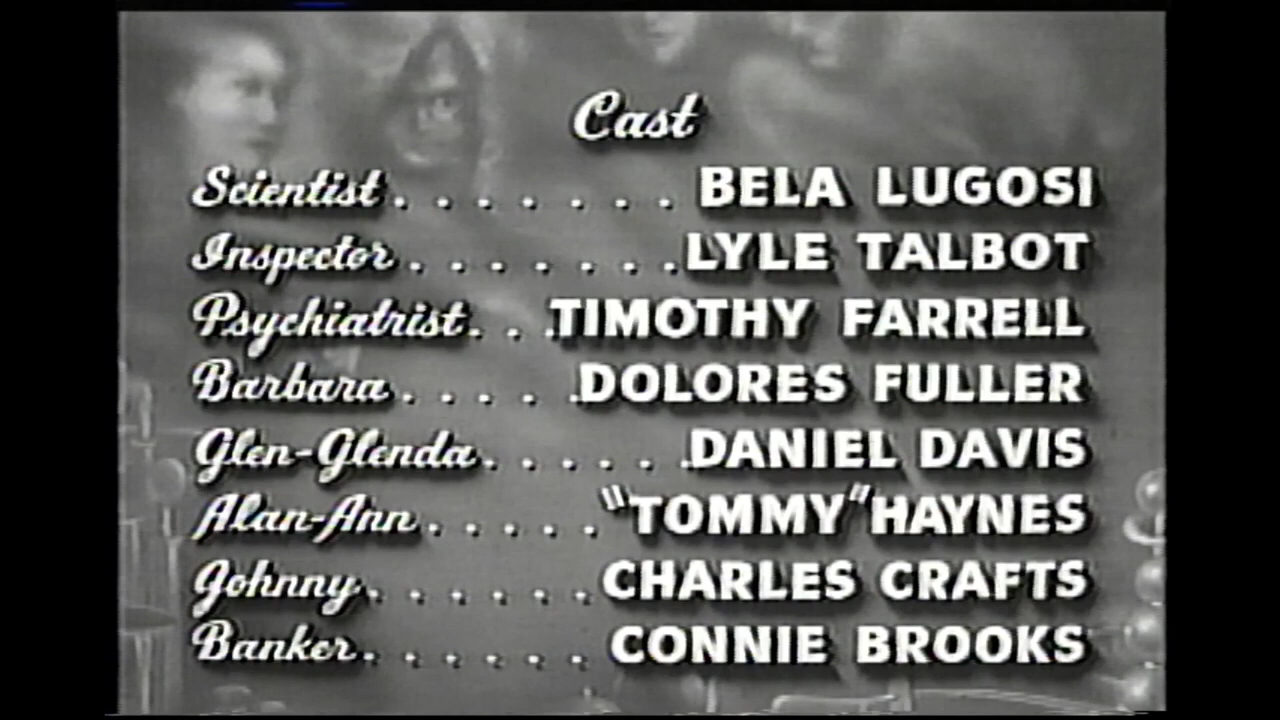 Cast
Scientist . . . . . . . BELA LUGOSI
Inspector . . . . . . . LYLE TALBOT
Psychiatrist . . . TIMOTHY FARRELL
Barbara . . . . . DOLORES FULLER
Glen-Glenda . . . . . . DANIEL DAVIS
Alan-Ann . . . . . "TOMMY" HAYNES
Johnny . . . . . . CHARLES CRAFTS
Banker . . . . . . CONNIE BROOKS